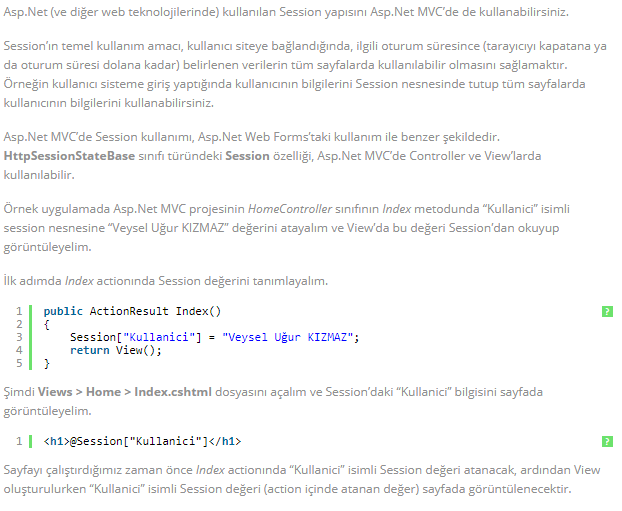 Asp.Net (ve diğer web teknolojilerinde) kullanılan Session yapısını Asp.Net MVC’de de kullanabilirsiniz.
Session’ın temel kullanım amacı, kullanıcı siteye bağlandığında, ilgili oturum süresince (tarayıcıyı kapatana ya
da oturum süresi dolana kadar) belirlenen verilerin tüm sayfalarda kullanılabilir olmasını sağlamaktır.
Örneğin kullanıcı sisteme giriş yaptığında kullanıcının bilgilerini Session nesnesinde tutup tüm sayfalarda
kullanıcının bilgilerini kullanabilirsiniz.
Asp.Net MVC’de Session kullanımı, Asp.Net Web Forms’taki kullanım ile benzer şekildedir.
HttpSessionStateBase sınıfı türündeki Session özelliği, Asp.Net MVC’de Controller ve View’larda
kullanılabilir.
Örnek uygulamada Asp.Net MVC projesinin HomeController sınıfının Index metodunda “Kullanici” isimli
session nesnesine “Veysel Uğur KIZMAZ” değerini atayalım ve View’da bu değeri Session’dan okuyup
görüntüleyelim.
İlk adımda Index actionında Session değerini tanımlayalım.
1 public ActionResult Index() ?
2 {
3 Session["Kullanici"] = "Veysel Uğur KIZMAZ";
4 return View();
5 }
Şimdi Views > Home > Index.cshtml dosyasını açalım ve Session’daki “Kullanici” bilgisini sayfada
görüntüleyelim.
1 <h1>@Session["Kullanici"]</h1> ?
Sayfayı çalıştırdığımız zaman önce Index actionında “Kullanici” isimli Session değeri atanacak, ardından View
oluşturulurken “Kullanici” isimli Session değeri (action içinde atanan değer) sayfada görüntülenecektir.